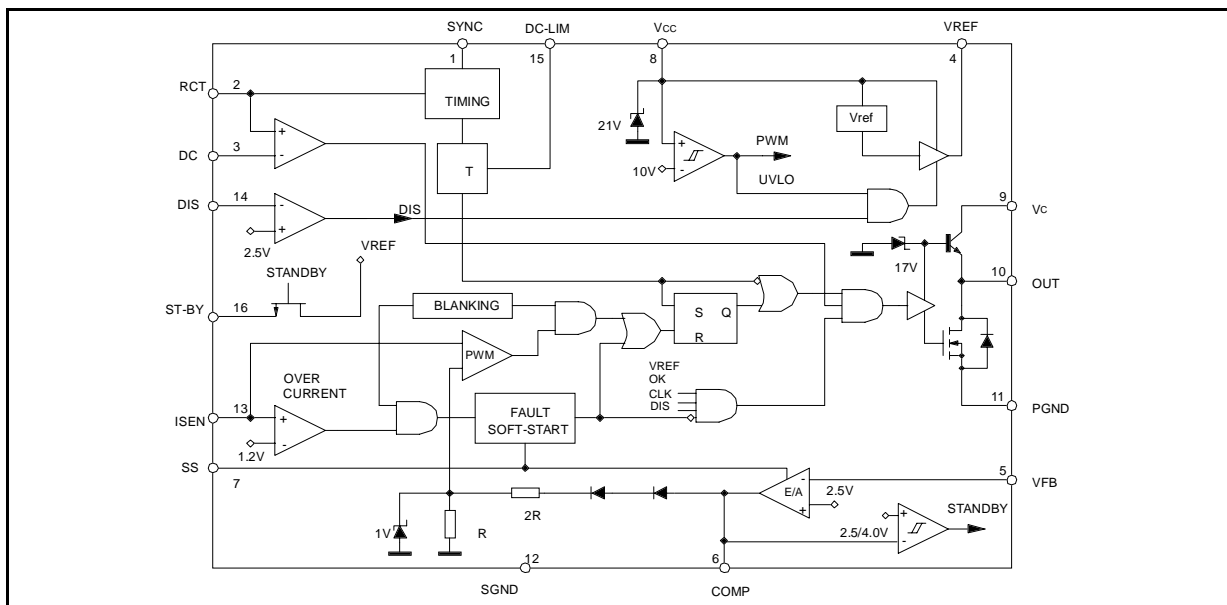 SYNC DC-LIM VCC VREF
1 15 8 4
RCT 2
TIMING
21V
Vref
DC 3
+
-
T
+
-
10V
PWM
UVLO
DIS 14
-
+
2.5V
DIS
9 VC
VREF
STANDBY
17V
10 OUT
ST-BY 16
BLANKING
S Q
R
PWM
OVER
CURRENT
VREF
OK
CLK
DIS
11 PGND
ISEN 13
+
-
1.2V
FAULT
SOFT-START
SS
7
5 VFB
E/A
-
+
2.5V
STANDBY
+
-
2.5/4.0V
1V
R
2R
12
SGND
6
COMP